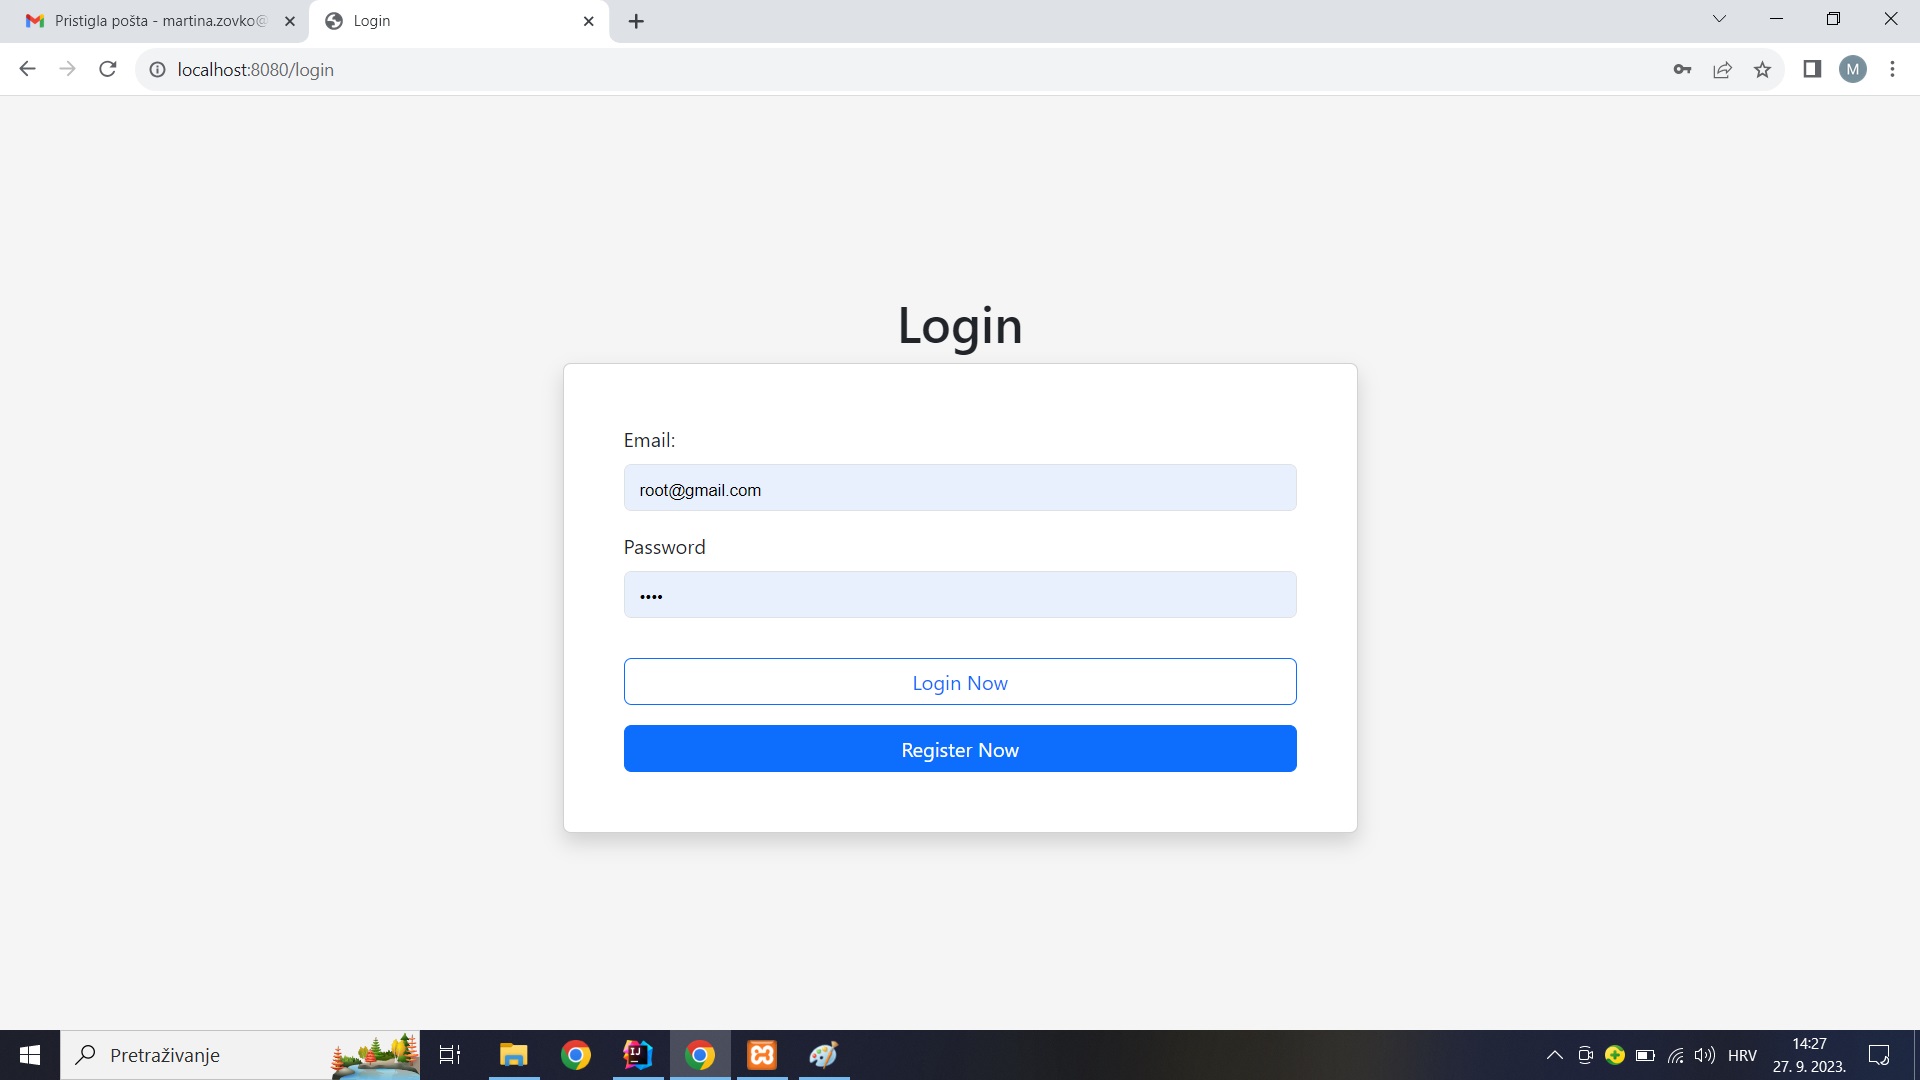 Pristigla pošta - martina.zovko@
Login
localhost:8080/login
M
Login
Email:
root@gmail.com
Password
••••
Login Now
Register Now
Pretraživanje
HRV
14:27
27. 9. 2023.